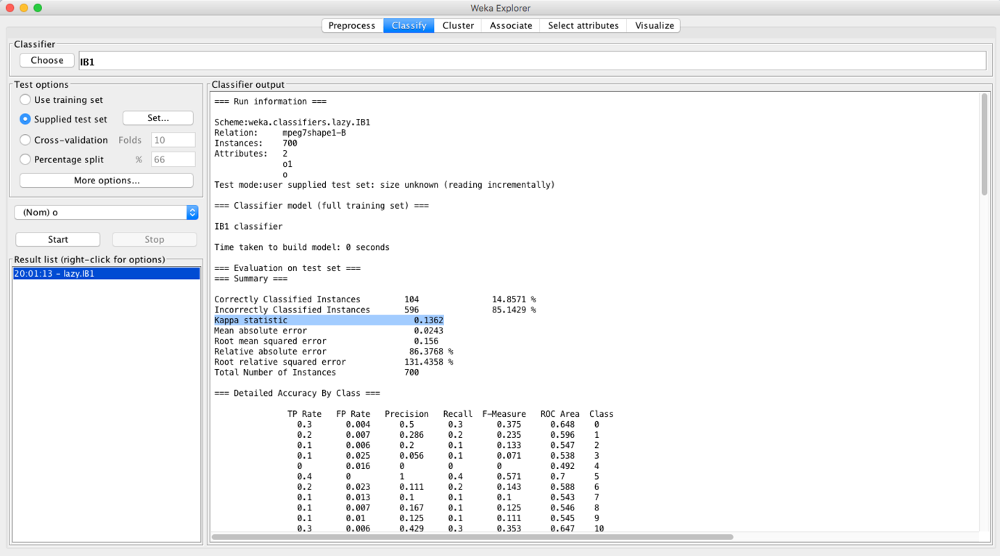 Weka Explorer
Preprocess Classify Cluster Associate Select attributes Visualize
Classifier
Choose IB1
Test options
Use training set
Supplied test set Set...
Cross-validation Folds 10
Percentage split % 66
More options...
(Nom) o
Start Stop
Result list (right-click for options)
20:01:13 - lazy.IB1
Classifier output
=== Run information ===
Scheme:weka.classifiers.lazy.IB1
Relation: mpeg7shape1-B
Instances: 700
Attributes: 2
o1
o
Test mode:user supplied test set: size unknown (reading incrementally)
=== Classifier model (full training set) ===
IB1 classifier
Time taken to build model: 0 seconds
=== Evaluation on test set ===
=== Summary ===
Correctly Classified Instances 104 14.8571 %
Incorrectly Classified Instances 596 85.1429 %
Kappa statistic 0.1362
Mean absolute error 0.0243
Root mean squared error 0.156
Relative absolute error 86.3768 %
Root relative squared error 131.4358 %
Total Number of Instances 700
=== Detailed Accuracy By Class ===
TP Rate FP Rate Precision Recall F-Measure ROC Area Class
0.3 0.004 0.5 0.3 0.375 0.648 0
0.2 0.007 0.286 0.2 0.235 0.596 1
0.1 0.006 0.2 0.1 0.133 0.547 2
0.1 0.025 0.056 0.1 0.071 0.538 3
0 0.016 0 0 0 0.492 4
0.4 0 1 0.4 0.571 0.7 5
0.2 0.023 0.111 0.2 0.143 0.588 6
0.1 0.013 0.1 0.1 0.1 0.543 7
0.1 0.007 0.167 0.1 0.125 0.546 8
0.1 0.01 0.125 0.1 0.111 0.545 9
0.3 0.006 0.429 0.3 0.353 0.647 10